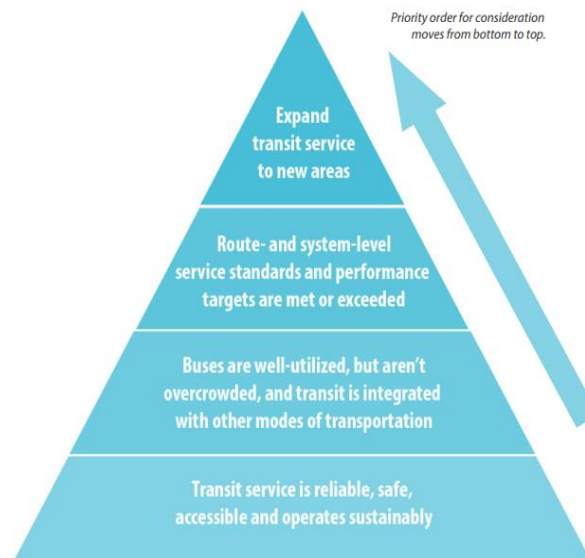 Priority order for consideration
moves from bottom to top.
Expand
transit service
to new areas
Route- and system-level
service standards and performance
targets are met or exceeded
Buses are well-utilized, but aren't
overcrowded, and transit is integrated
with other modes of transportation
Transit service is reliable, safe,
accessible and operates sustainably